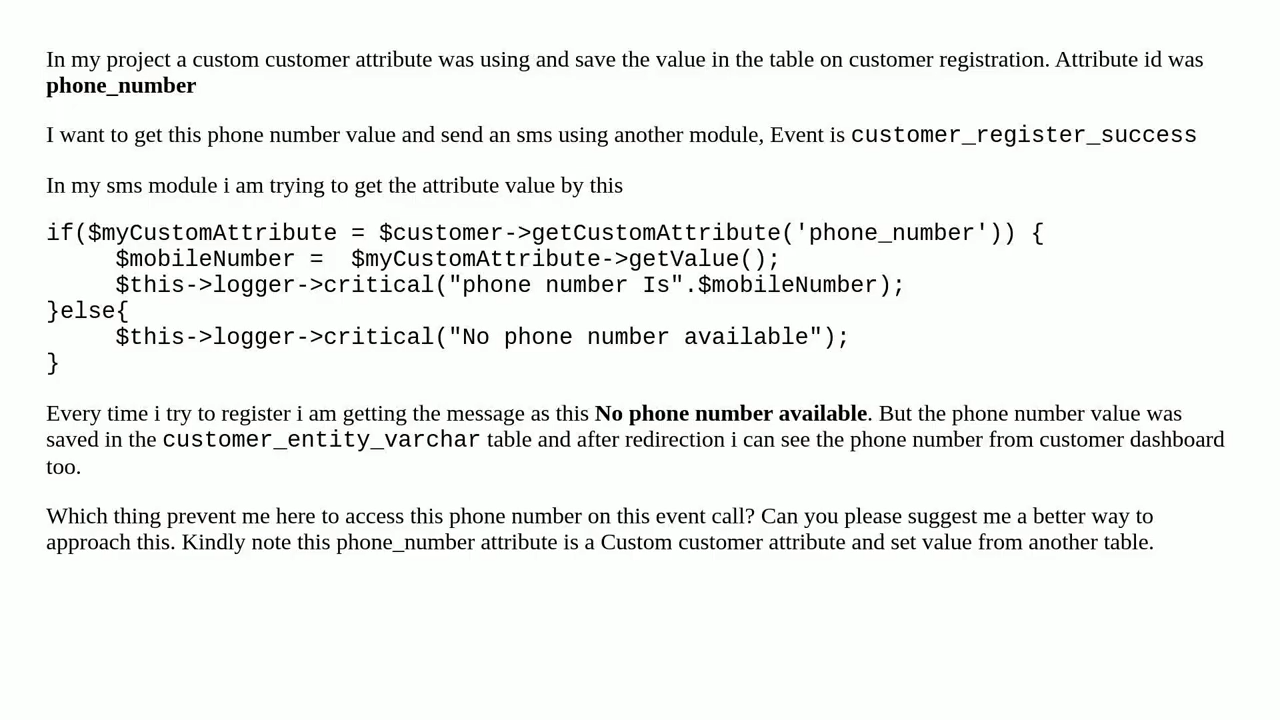 In my project a custom customer attribute was using and save the value in the table on customer registration. Attribute id was
phone_number
I want to get this phone number value and send an sms using another module, Event is customer_register_success
In my sms module i am trying to get the attribute value by this
if($myCustomAttribute = $customer->getCustomAttribute('phone_number')) {
     $mobileNumber =  $myCustomAttribute->getValue();
     $this->logger->critical("phone number Is".$mobileNumber);
}else{
     $this->logger->critical("No phone number available");
}
Every time i try to register i am getting the message as this No phone number available. But the phone number value was
saved in the customer_entity_varchar table and after redirection i can see the phone number from customer dashboard
too.
Which thing prevent me here to access this phone number on this event call? Can you please suggest me a better way to
approach this. Kindly note this phone_number attribute is a Custom customer attribute and set value from another table.